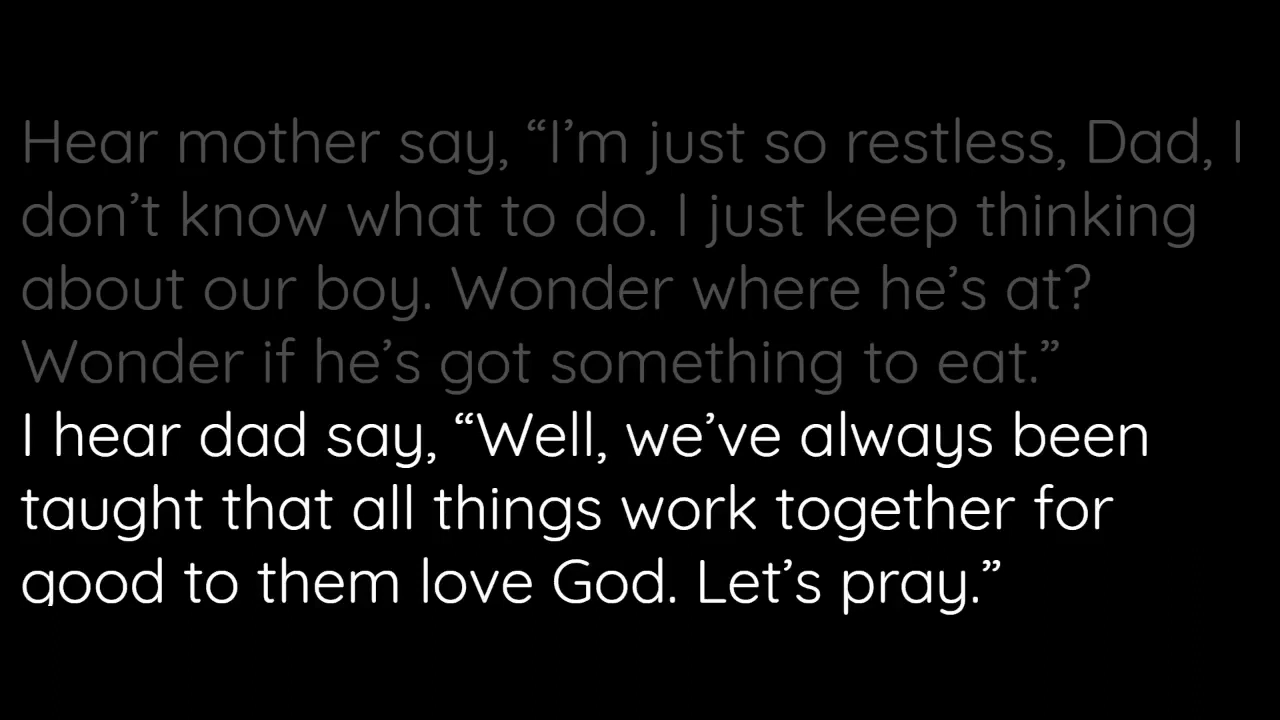 Hear mother say, “I’m just so restless, Dad, I
don’t know what to do. I just keep thinking
about our boy. Wonder where he’s at?
Wonder if he’s got something to eat.”
I hear dad say, “Well, we’ve always been
taught that all things work together for
good to them love God. Let’s pray.”